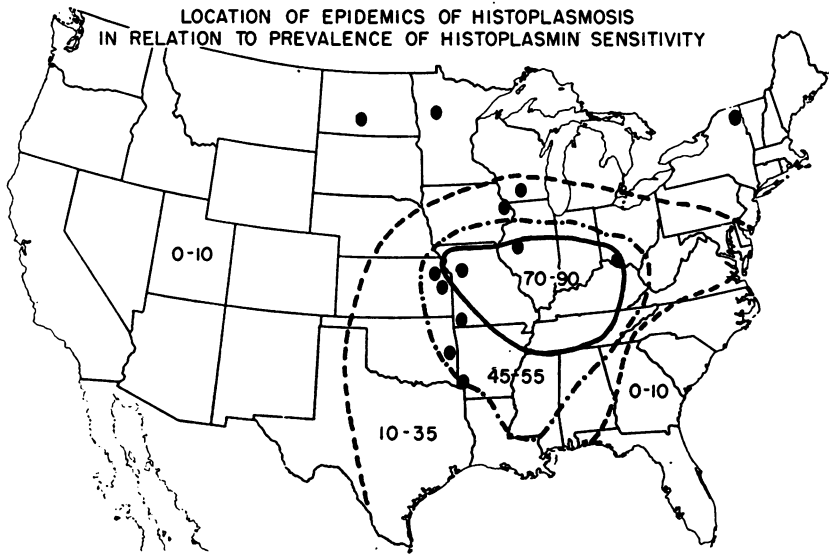 LOCATION OF EPIDEMICS OF HISTOPLASMOSIS
IN RELATION TO PREVALENCE OF HISTOPLASMIN SENSITIVITY
0-10
70-90
45-55
0-10
10-35